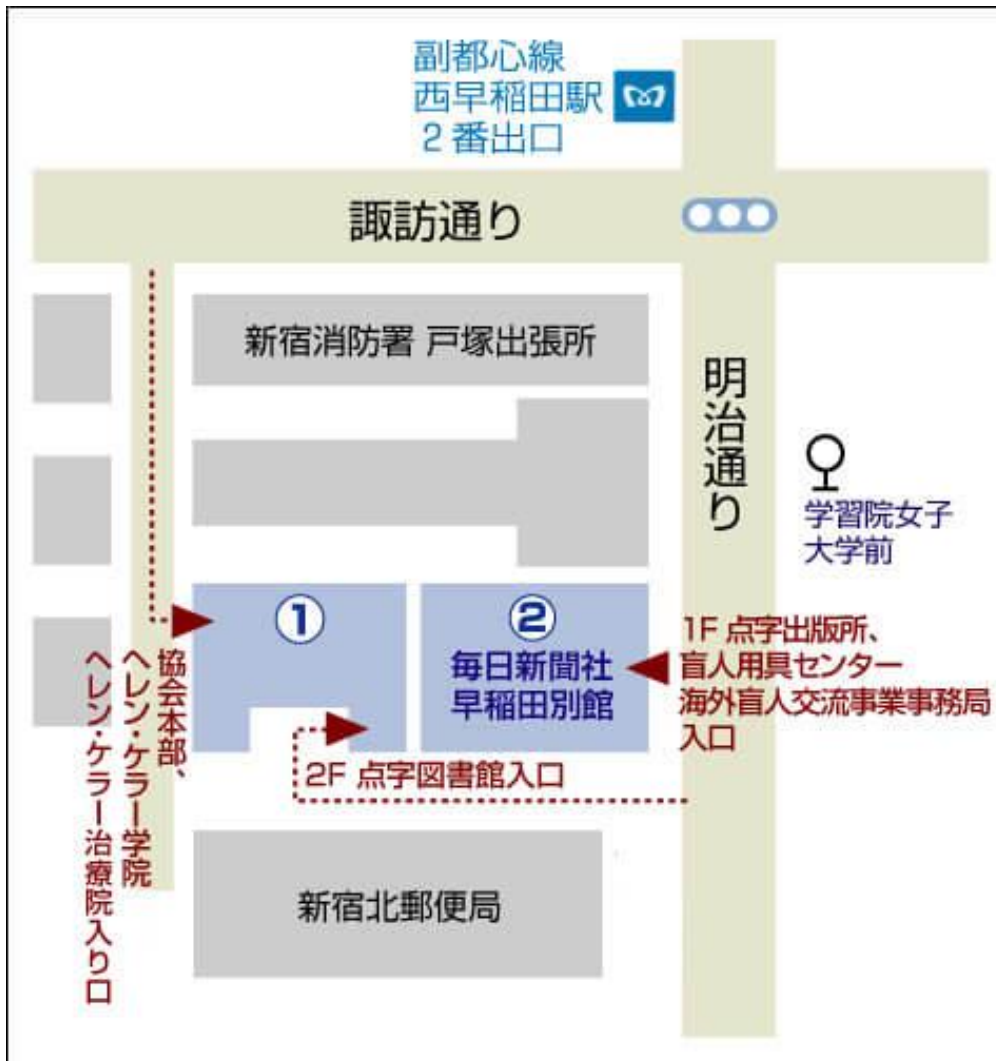 副都心線
西早稲田駅
2番出口
諏訪通り
新宿消防署 戸塚出張所
明治通り
学習院女子
大学前
①
②
毎日新聞社
早稲田別館
1F 点字出版所、
盲人用具センター
海外盲人交流事業事務局
入口
協会本部、
ヘレン・ケラー学院
ヘレン・ケラー治療院入り口
2F 点字図書館入口
新宿北郵便局